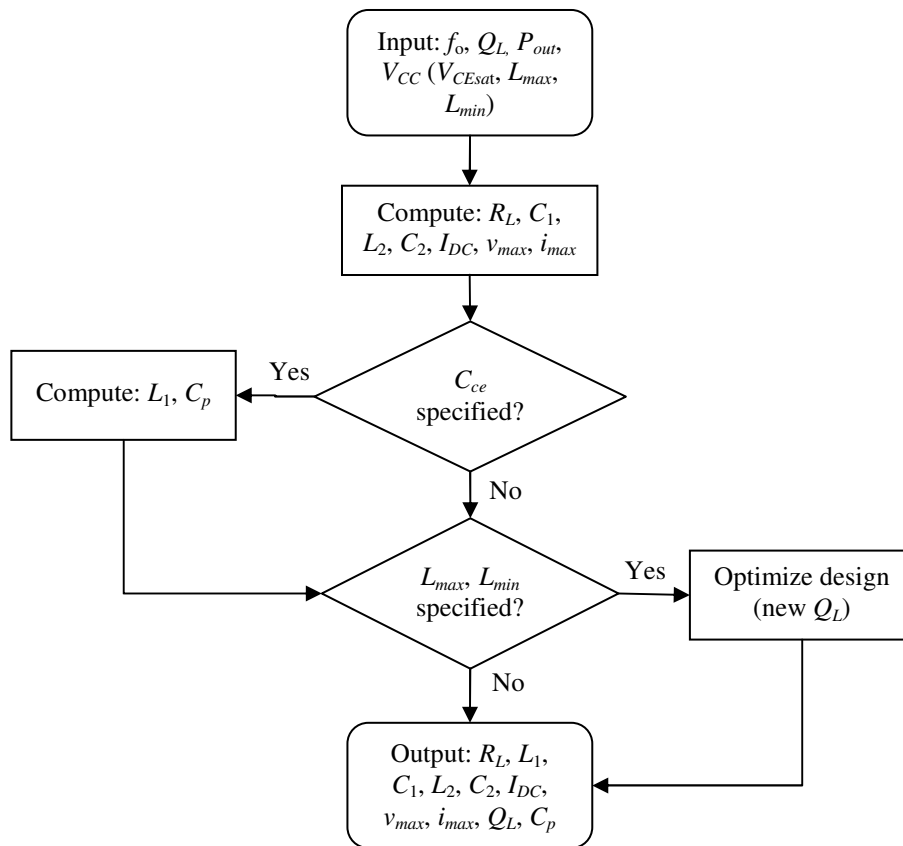 Input: fo, QL, Pout,
VCC (VCEsat, Lmax,
Lmin)
Compute: RL, C1,
L2, C2, IDC, vmax, imax
Yes
Compute: L1, Cp
Cce
specified?
No
Lmax, Lmin
specified?
Yes
Optimize design
(new QL)
No
Output: RL, L1,
C1, L2, C2, IDC,
vmax, imax, QL, Cp